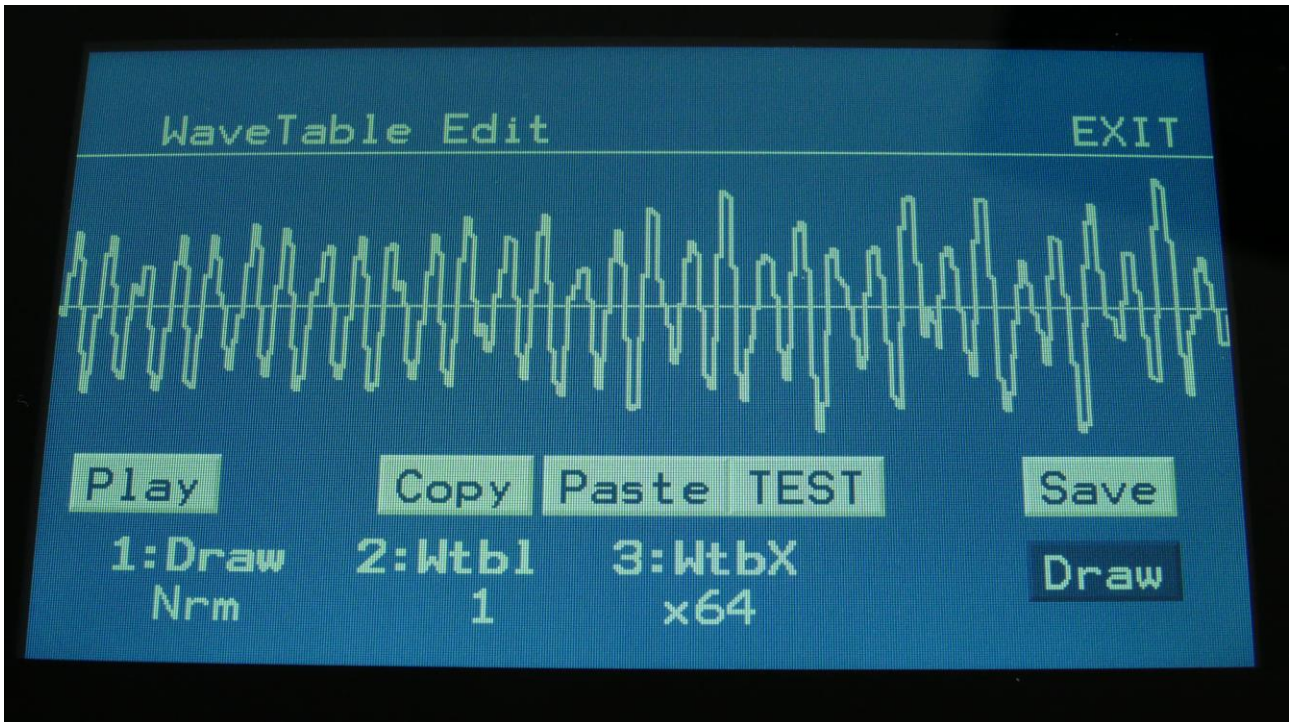 WaveTable Edit EXIT
Play Copy Paste TEST Save
1:Draw 2:Wtbl 3:WtbX Draw
Nrm 1 x64